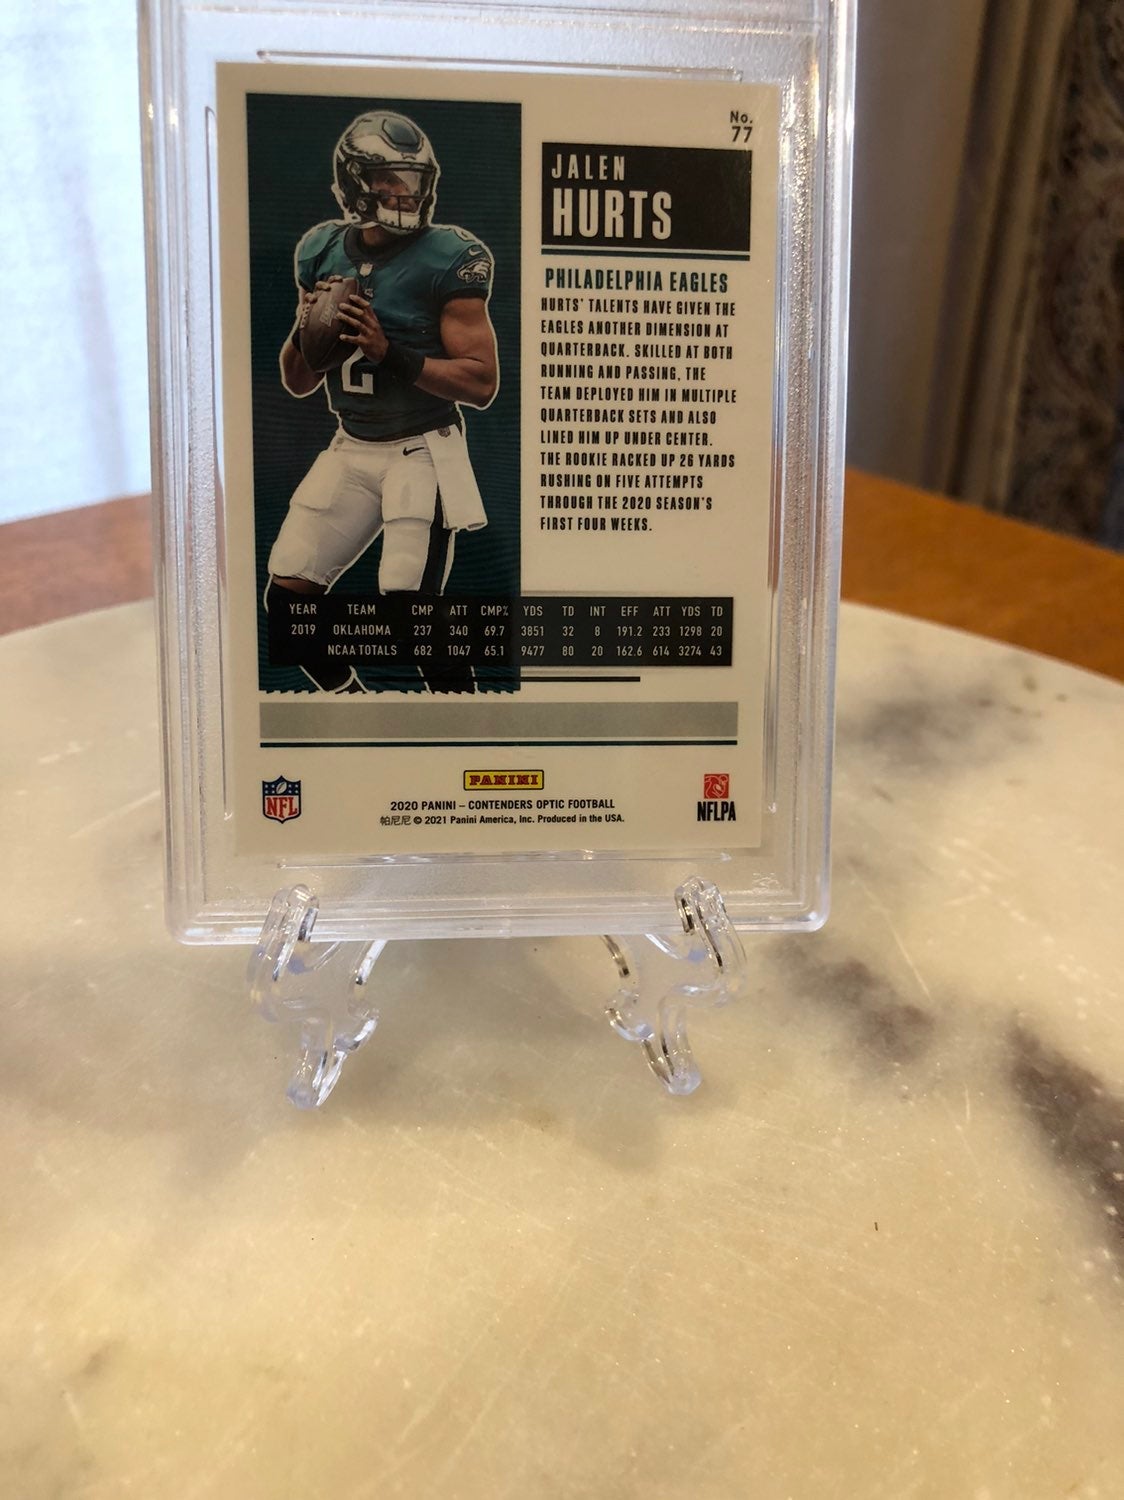 No.
77
JALEN
HURTS
PHILADELPHIA EAGLES
HURTS' TALENTS HAVE GIVEN THE
EAGLES ANOTHER DIMENSION AT
QUARTERBACK. SKILLED AT BOTH
RUNNING AND PASSING, THE
TEAM DEPLOYED HIM IN MULTIPLE
QUARTERBACK SETS AND ALSO
LINED HIM UP UNDER CENTER.
THE ROOKIE RACKED UP 26 YARDS
RUSHING ON FIVE ATTEMPTS
THROUGH THE 2020 SEASON'S
FIRST FOUR WEEKS.
2
YEAR TEAM CMP ATT CMP% YDS TD INT EFF ATT YDS TD
2019 OKLAHOMA 237 340 69.7 3851 32 8 191.2 233 1298 20
NCAA TOTALS 682 1047 65.1 9477 80 20 162.6 614 3274 43
NFL
PANINI
NFLPA
2020 PANINI – CONTENDERS OPTIC FOOTBALL
帕尼尼 © 2021 Panini America, Inc. Produced in the USA.